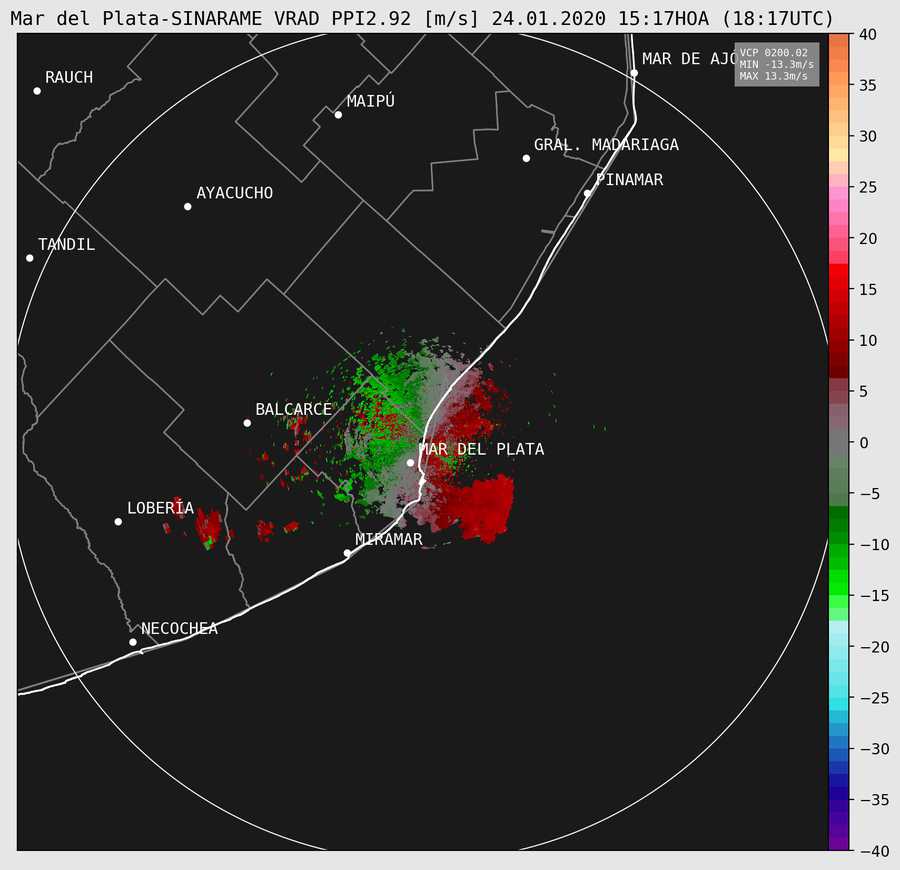 Mar del Plata-SINARAME VRAD PPI2.92 [m/s] 24.01.2020 15:17HOA (18:17UTC)
VCP 0200.02
MIN -13.3m/s
MAX 13.3m/s
MAR DE AJÓ
RAUCH
MAIPÚ
GRAL. MADARIAGA
PINAMAR
AYACUCHO
TANDIL
BALCARCE
MAR DEL PLATA
LOBERÍA
MIRAMAR
NECOCHEA
40
35
30
25
20
15
10
5
0
−5
−10
−15
−20
−25
−30
−35
−40